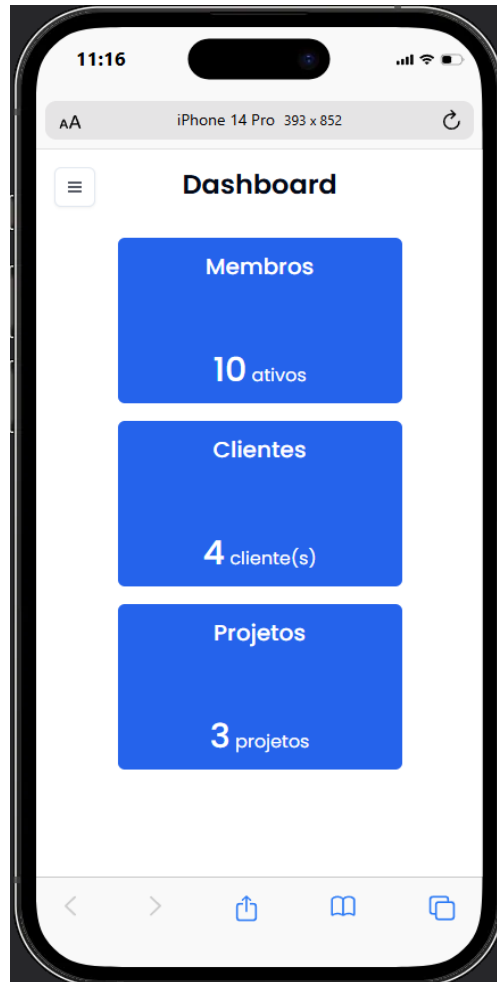 11:16
AA iPhone 14 Pro 393 x 852
Dashboard
Membros
10 ativos
Clientes
4 cliente(s)
Projetos
3 projetos